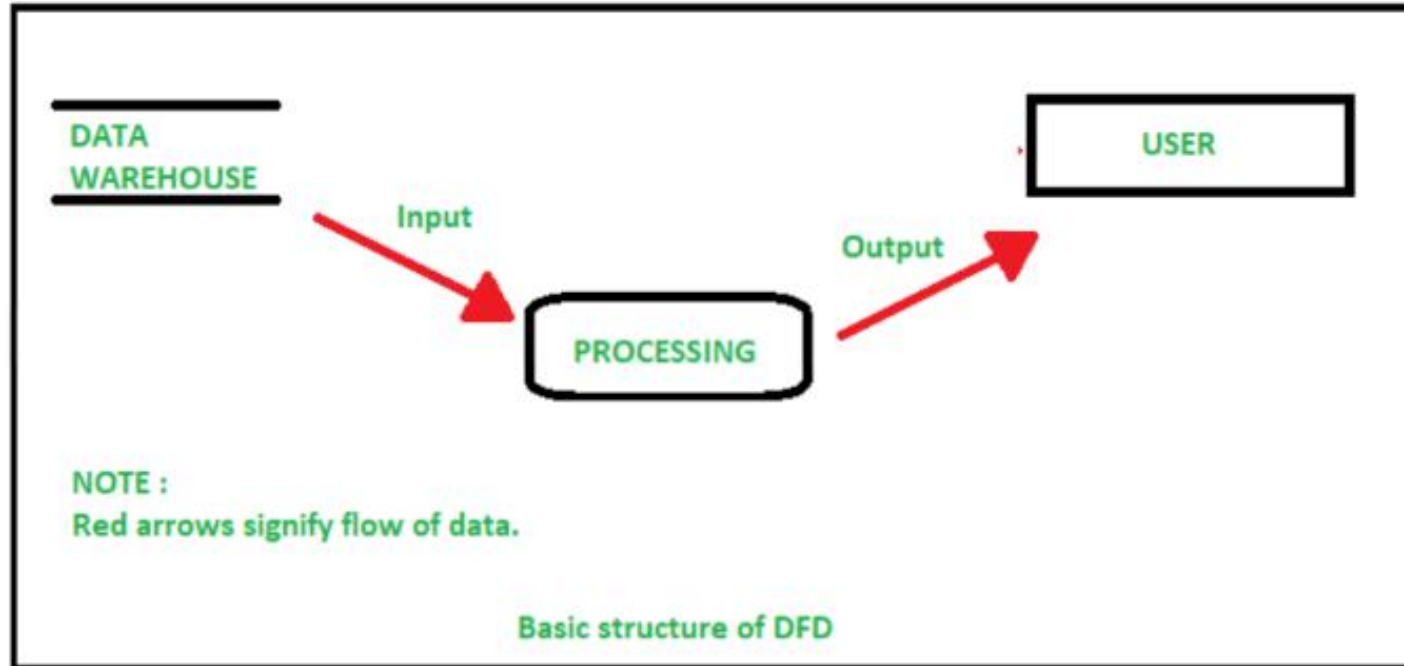 DATA
WAREHOUSE
USER
Input
Output
PROCESSING
NOTE :
Red arrows signify flow of data.
Basic structure of DFD